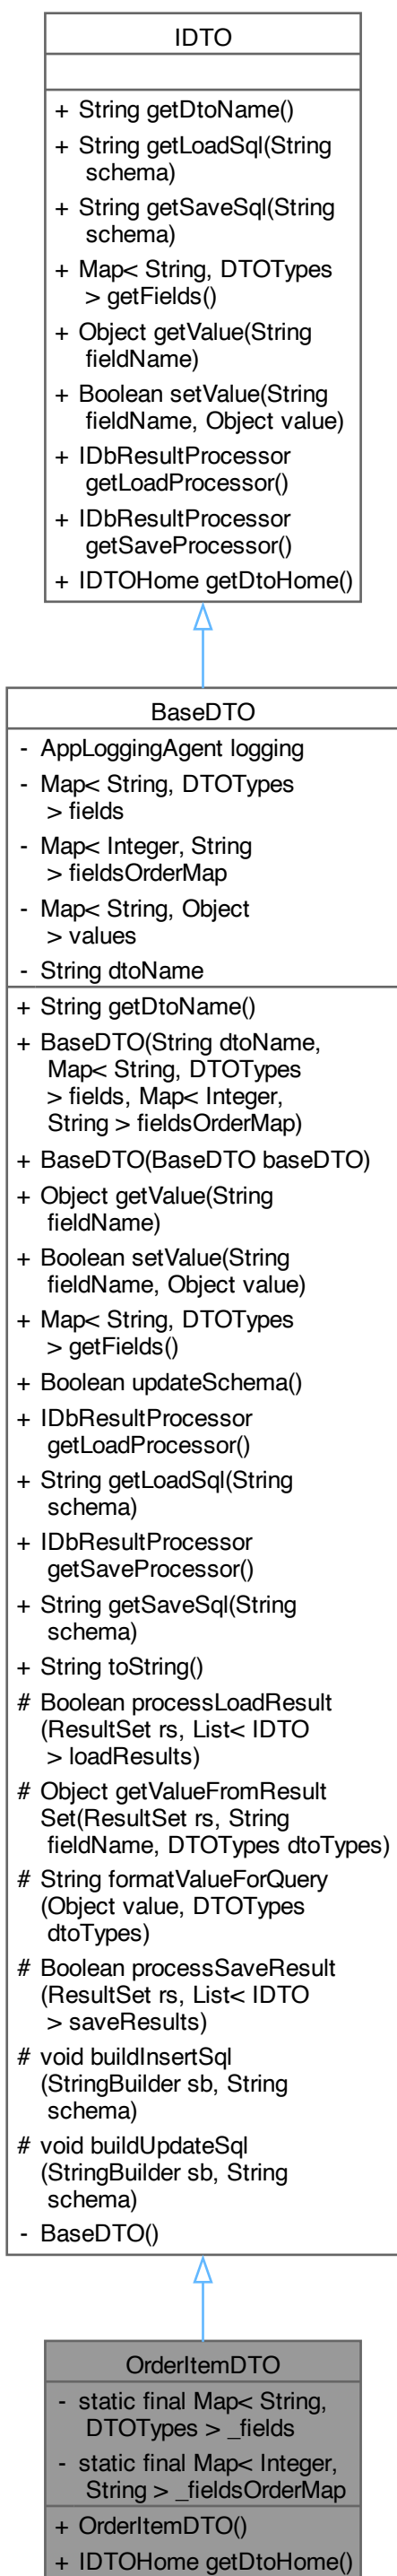 IDTO
+ String getDtoName()
+ String getLoadSql(String
schema)
+ String getSaveSql(String
schema)
+ Map< String, DTOTypes
> getFields()
+ Object getValue(String
fieldName)
+ Boolean setValue(String
fieldName, Object value)
+ IDbResultProcessor
getLoadProcessor()
+ IDbResultProcessor
getSaveProcessor()
+ IDTOHome getDtoHome()
BaseDTO
- AppLoggingAgent logging
- Map< String, DTOTypes
> fields
- Map< Integer, String
> fieldsOrderMap
- Map< String, Object
> values
- String dtoName
+ String getDtoName()
+ BaseDTO(String dtoName,
Map< String, DTOTypes
> fields, Map< Integer,
String > fieldsOrderMap)
+ BaseDTO(BaseDTO baseDTO)
+ Object getValue(String
fieldName)
+ Boolean setValue(String
fieldName, Object value)
+ Map< String, DTOTypes
> getFields()
+ Boolean updateSchema()
+ IDbResultProcessor
getLoadProcessor()
+ String getLoadSql(String
schema)
+ IDbResultProcessor
getSaveProcessor()
+ String getSaveSql(String
schema)
+ String toString()
# Boolean processLoadResult
(ResultSet rs, List< IDTO
> loadResults)
# Object getValueFromResult
Set(ResultSet rs, String
fieldName, DTOTypes dtoTypes)
# String formatValueForQuery
(Object value, DTOTypes
dtoTypes)
# Boolean processSaveResult
(ResultSet rs, List< IDTO
> saveResults)
# void buildInsertSql
(StringBuilder sb, String
schema)
# void buildUpdateSql
(StringBuilder sb, String
schema)
- BaseDTO()
OrderItemDTO
- static final Map< String,
DTOTypes > _fields
- static final Map< Integer,
String > _fieldsOrderMap
+ OrderItemDTO()
+ IDTOHome getDtoHome()